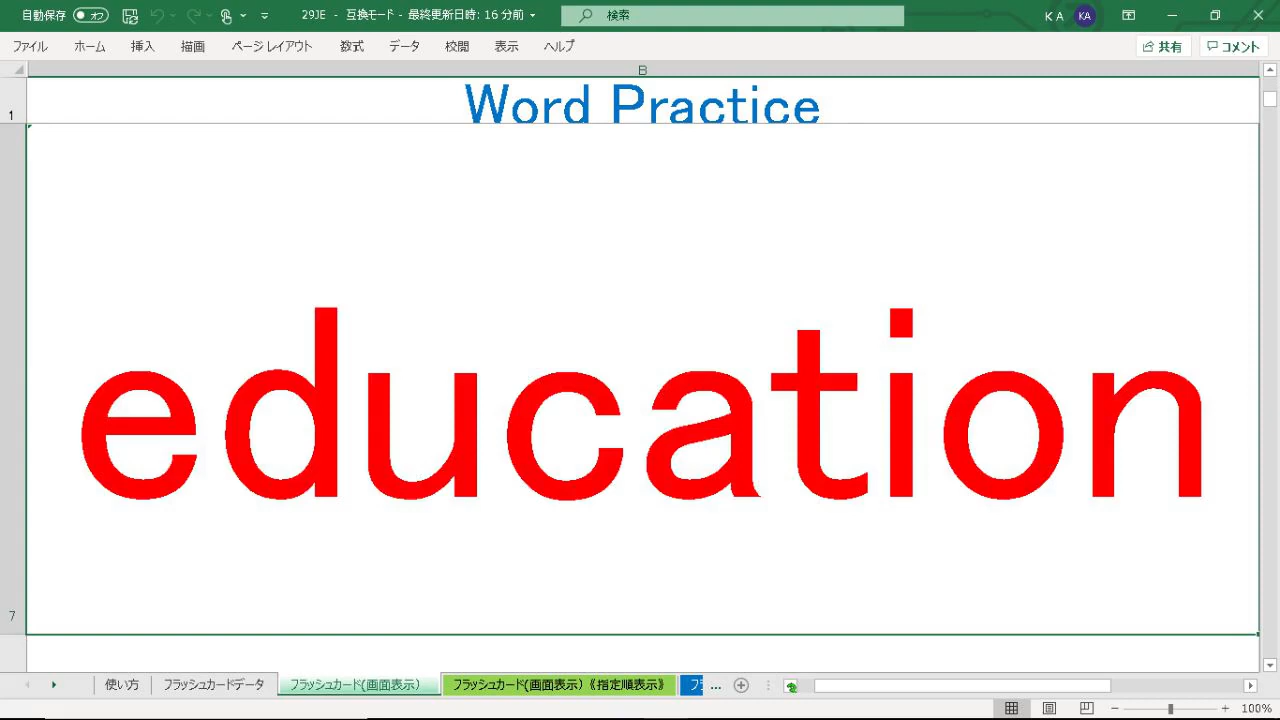 自動保存 オフ 29JE - 互換モード - 最終更新日時: 16 分前 検索 K A KA
ファイル ホーム 挿入 描画 ページ レイアウト 数式 データ 校閲 表示 ヘルプ 共有 コメント
B
1 Word Practice
education
7
使い方 フラッシュカードデータ フラッシュカード(画面表示) フラッシュカード(画面表示)《指定順表示》 ...
100%